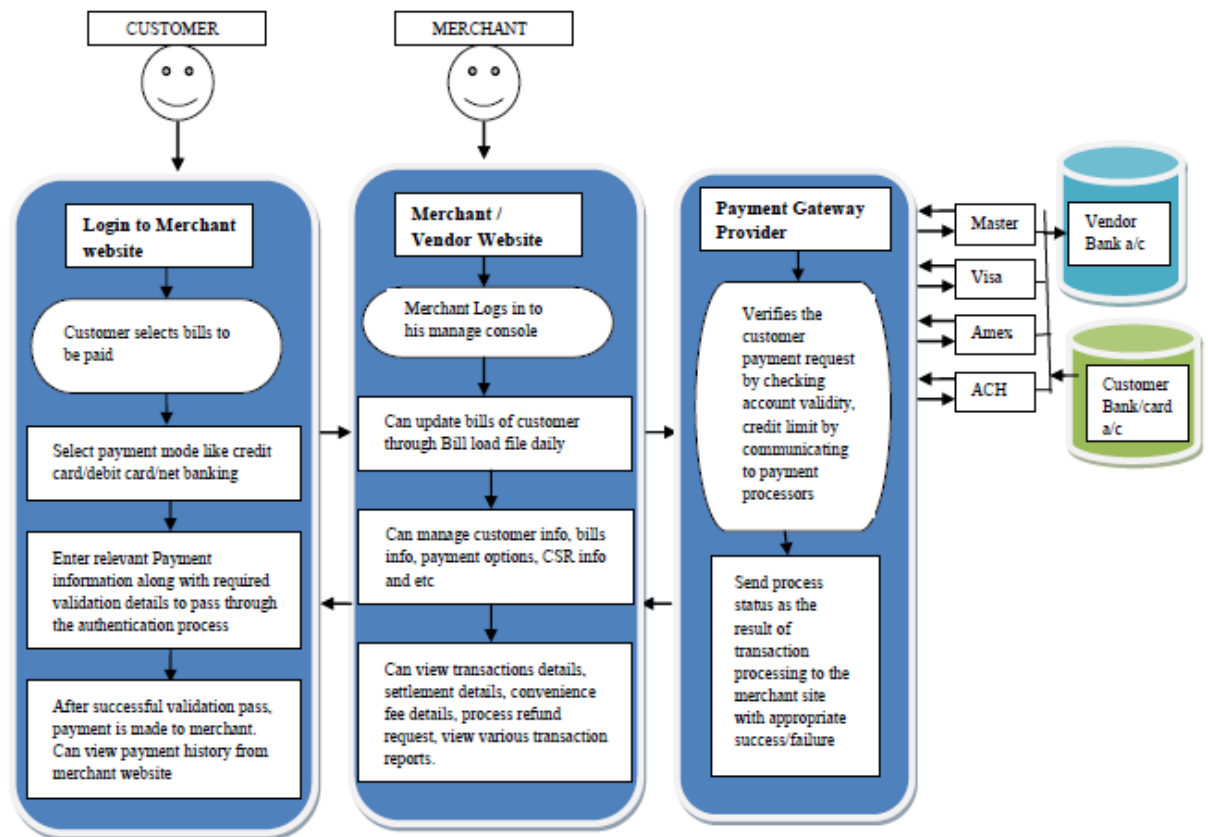 CUSTOMER
MERCHANT
Login to Merchant
website
Customer selects bills to
be paid
Select payment mode like credit
card/debit card/net banking
Enter relevant Payment
information along with required
validation details to pass through
the authentication process
After successful validation pass,
payment is made to merchant.
Can view payment history from
merchant website
Merchant /
Vendor Website
Merchant Logs in to
his manage console
Can update bills of customer
through Bill load file daily
Can manage customer info, bills
info, payment options, CSR info
and etc
Can view transactions details,
settlement details, convenience
fee details, process refund
request, view various transaction
reports.
Payment Gateway
Provider
Verifies the
customer
payment request
by checking
account validity,
credit limit by
communicating
to payment
processors
Send process
status as the
result of
transaction
processing to the
merchant site
with appropriate
success/failure
Master
Visa
Amex
ACH
Vendor
Bank a/c
Customer
Bank/card
a/c